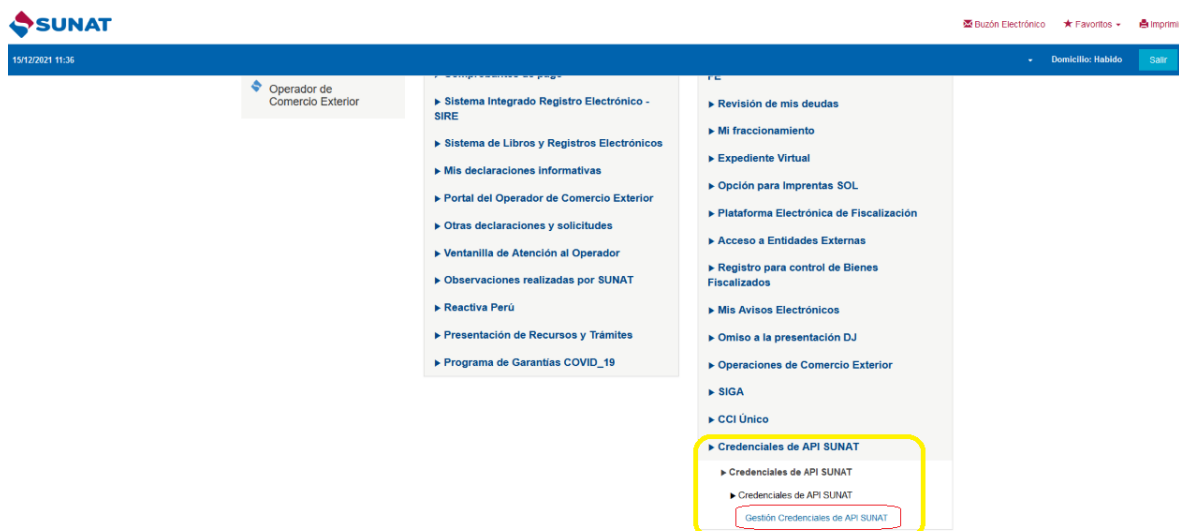 SUNAT
Buzón Electrónico
Favoritos
Imprimi
15/12/2021 11:36
Domicilio: Habido
Salir
Operador de
Comercio Exterior
Comprobantes de pago
Sistema Integrado Registro Electrónico -
SIRE
Sistema de Libros y Registros Electrónicos
Mis declaraciones informativas
Portal del Operador de Comercio Exterior
Otras declaraciones y solicitudes
Ventanilla de Atención al Operador
Observaciones realizadas por SUNAT
Reactiva Perú
Presentación de Recursos y Trámites
Programa de Garantías COVID_19
FE
Revisión de mis deudas
Mi fraccionamiento
Expediente Virtual
Opción para Imprentas SOL
Plataforma Electrónica de Fiscalización
Acceso a Entidades Externas
Registro para control de Bienes
Fiscalizados
Mis Avisos Electrónicos
Omiso a la presentación DJ
Operaciones de Comercio Exterior
SIGA
CCI Único
Credenciales de API SUNAT
Credenciales de API SUNAT
Credenciales de API SUNAT
Gestión Credenciales de API SUNAT